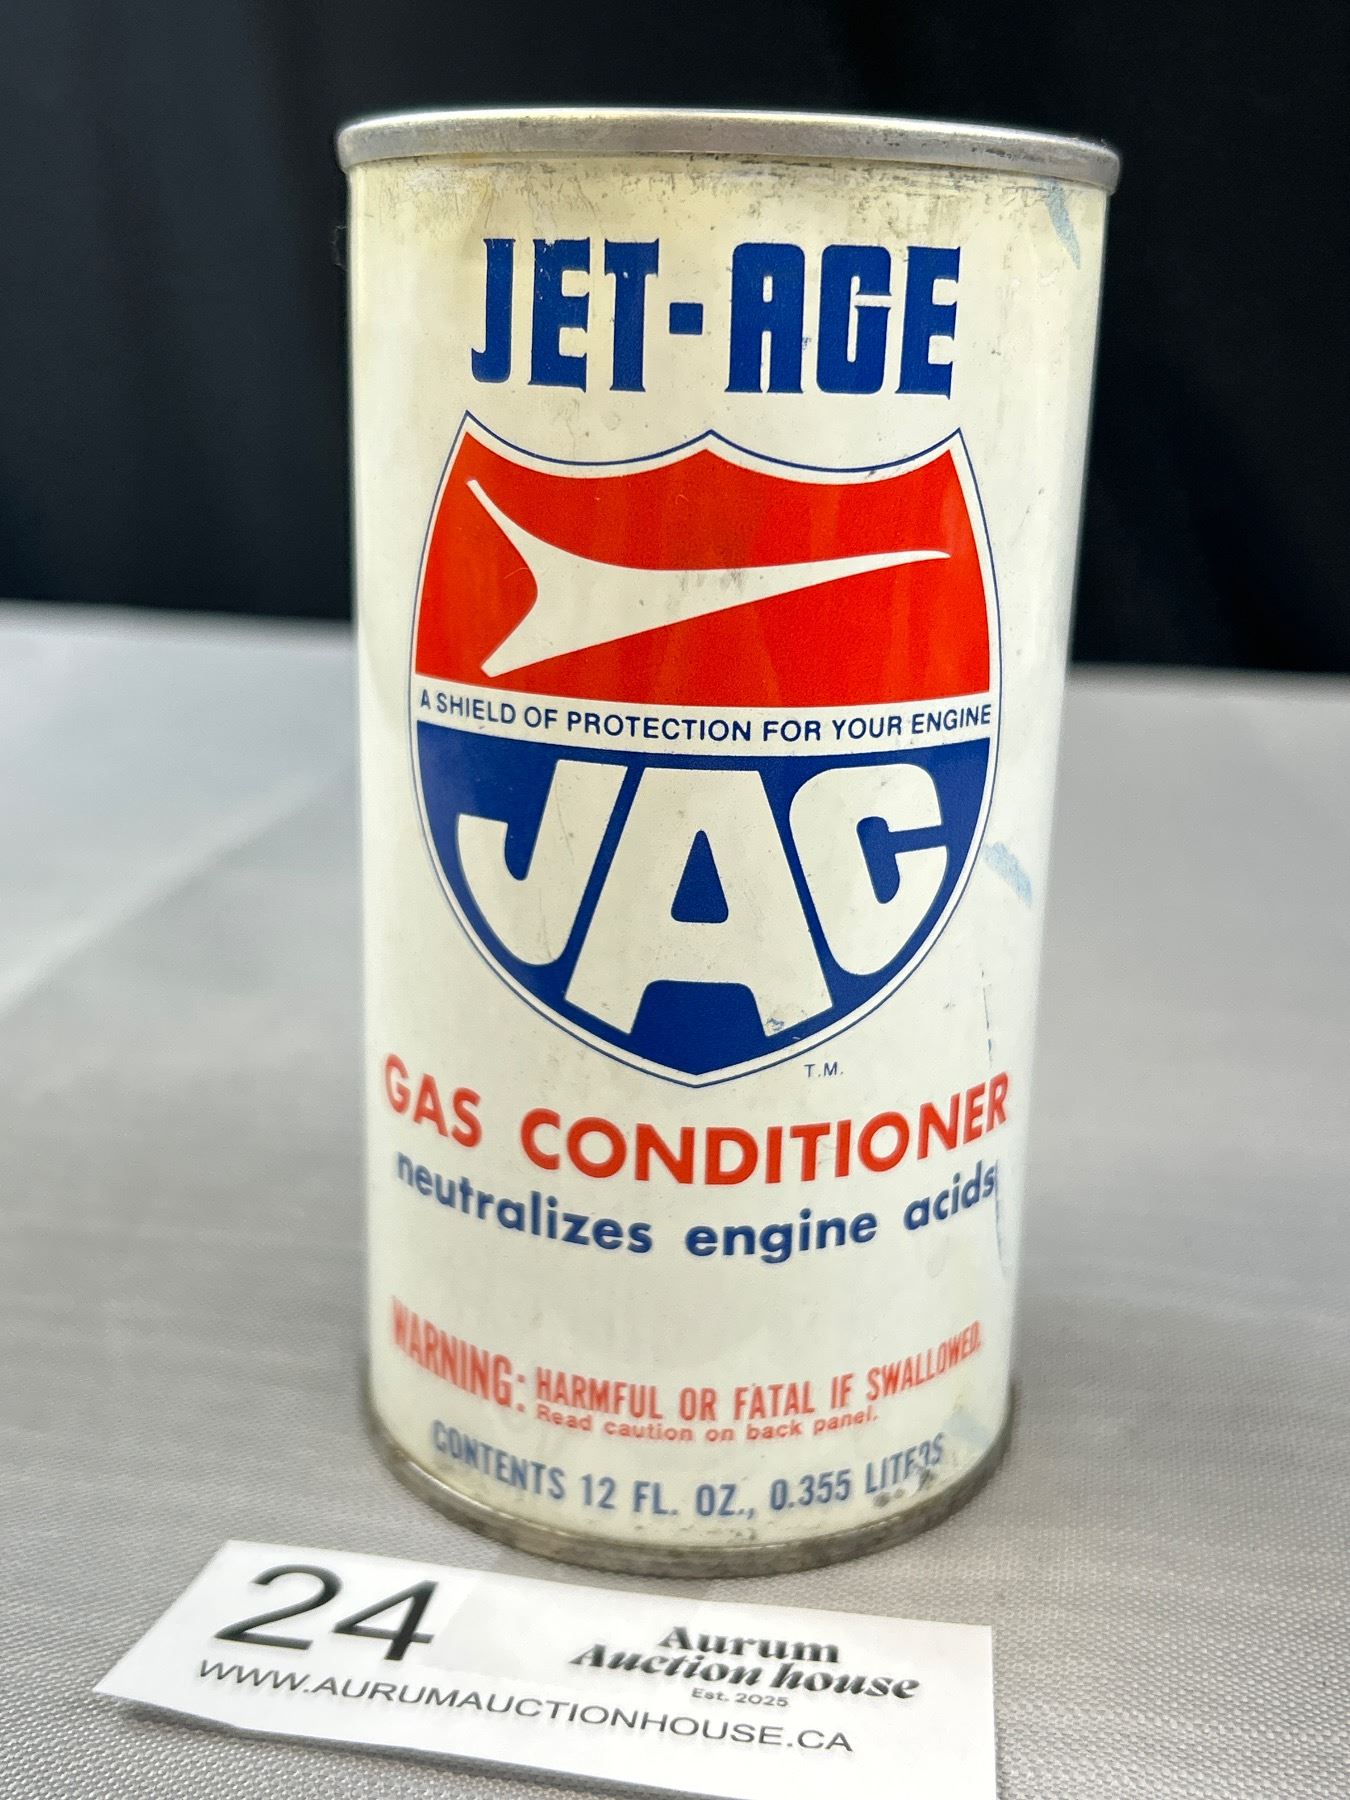 JET-AGE
A SHIELD OF PROTECTION FOR YOUR ENGINE
JAC
T.M.
GAS CONDITIONER
neutralizes engine acids
WARNING: HARMFUL OR FATAL IF SWALLOWED.
Read caution on back panel.
CONTENTS 12 FL. OZ., 0.355 LITERS
24
Aurum
Auction house
Est. 2025
WWW.AURUMAUCTIONHOUSE.CA